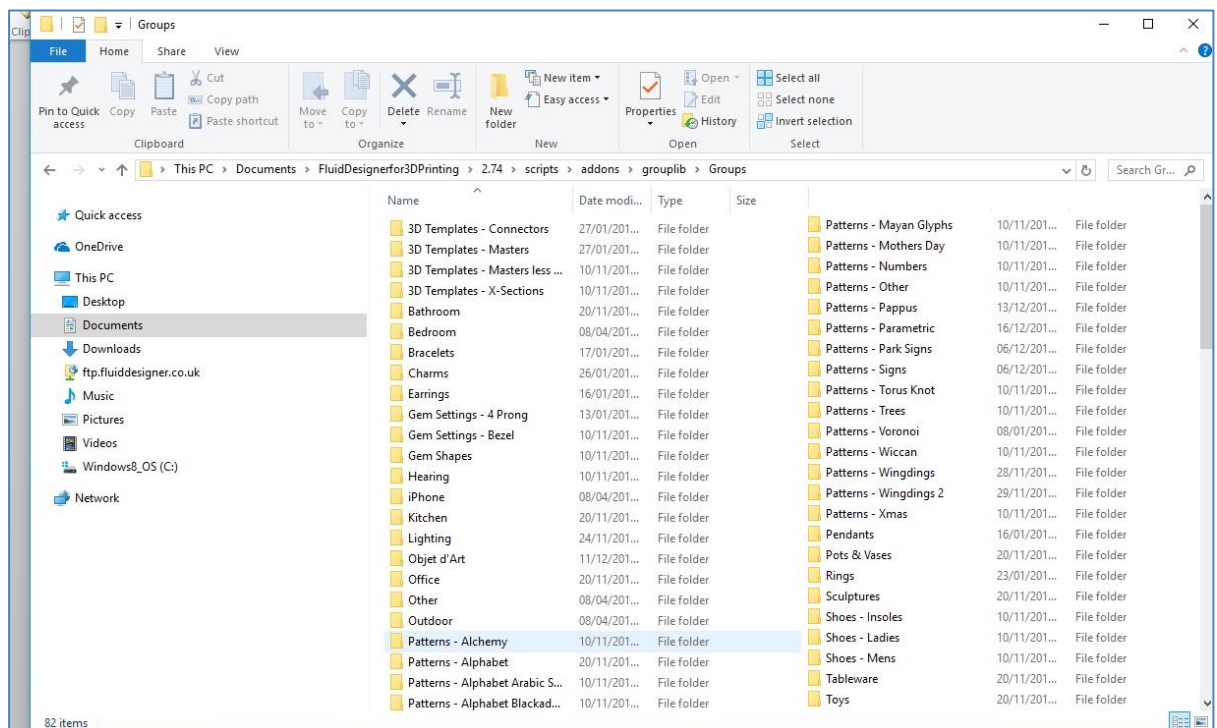 Clip
Groups
File Home Share View
Pin to Quick access
Copy
Paste
Cut
Copy path
Paste shortcut
Clipboard
Move to
Copy to
Delete
Rename
Organize
New folder
New item
Easy access
New
Properties
Open
Edit
History
Open
Select all
Select none
Invert selection
Select
This PC > Documents > FluidDesignerfor3DPrinting > 2.74 > scripts > addons > grouplib > Groups
Search Gr...
Quick access
OneDrive
This PC
Desktop
Documents
Downloads
ftp.fluiddesigner.co.uk
Music
Pictures
Videos
Windows8_OS (C:)
Network
Name Date modi... Type Size
3D Templates - Connectors 27/01/201... File folder
3D Templates - Masters 27/01/201... File folder
3D Templates - Masters less ... 10/11/201... File folder
3D Templates - X-Sections 10/11/201... File folder
Bathroom 20/11/201... File folder
Bedroom 08/04/201... File folder
Bracelets 17/01/201... File folder
Charms 26/01/201... File folder
Earrings 16/01/201... File folder
Gem Settings - 4 Prong 13/01/201... File folder
Gem Settings - Bezel 10/11/201... File folder
Gem Shapes 10/11/201... File folder
Hearing 10/11/201... File folder
iPhone 08/04/201... File folder
Kitchen 20/11/201... File folder
Lighting 24/11/201... File folder
Objet d'Art 11/12/201... File folder
Office 20/11/201... File folder
Other 08/04/201... File folder
Outdoor 08/04/201... File folder
Patterns - Alchemy 10/11/201... File folder
Patterns - Alphabet 20/11/201... File folder
Patterns - Alphabet Arabic S... 10/11/201... File folder
Patterns - Alphabet Blackad... 10/11/201... File folder
Patterns - Mayan Glyphs 10/11/201... File folder
Patterns - Mothers Day 10/11/201... File folder
Patterns - Numbers 10/11/201... File folder
Patterns - Other 10/11/201... File folder
Patterns - Pappus 13/12/201... File folder
Patterns - Parametric 16/12/201... File folder
Patterns - Park Signs 06/12/201... File folder
Patterns - Signs 06/12/201... File folder
Patterns - Torus Knot 10/11/201... File folder
Patterns - Trees 10/11/201... File folder
Patterns - Voronoi 08/01/201... File folder
Patterns - Wiccan 10/11/201... File folder
Patterns - Wingdings 28/11/201... File folder
Patterns - Wingdings 2 29/11/201... File folder
Patterns - Xmas 10/11/201... File folder
Pendants 16/01/201... File folder
Pots & Vases 20/11/201... File folder
Rings 23/01/201... File folder
Sculptures 20/11/201... File folder
Shoes - Insoles 10/11/201... File folder
Shoes - Ladies 10/11/201... File folder
Shoes - Mens 10/11/201... File folder
Tableware 20/11/201... File folder
Toys 20/11/201... File folder
82 items